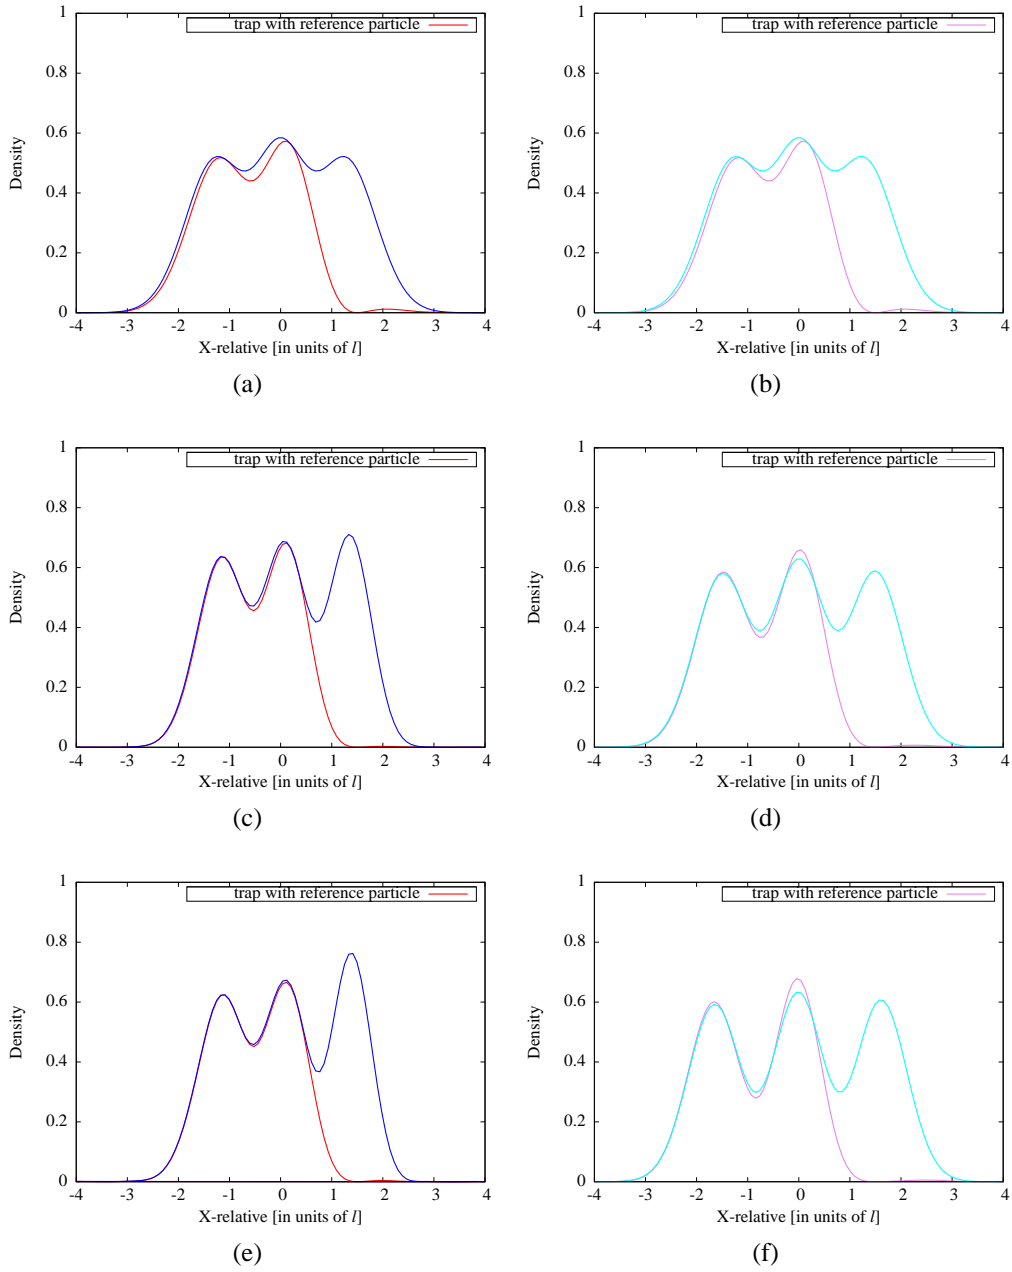 1
0.8
0.6
0.4
0.2
0
Density
trap with reference particle
-4 -3 -2 -1 0 1 2 3 4
X-relative [in units of l]
(a)
1
0.8
0.6
0.4
0.2
0
Density
trap with reference particle
-4 -3 -2 -1 0 1 2 3 4
X-relative [in units of l]
(b)
1
0.8
0.6
0.4
0.2
0
Density
trap with reference particle
-4 -3 -2 -1 0 1 2 3 4
X-relative [in units of l]
(c)
1
0.8
0.6
0.4
0.2
0
Density
trap with reference particle
-4 -3 -2 -1 0 1 2 3 4
X-relative [in units of l]
(d)
1
0.8
0.6
0.4
0.2
0
Density
trap with reference particle
-4 -3 -2 -1 0 1 2 3 4
X-relative [in units of l]
(e)
1
0.8
0.6
0.4
0.2
0
Density
trap with reference particle
-4 -3 -2 -1 0 1 2 3 4
X-relative [in units of l]
(f)